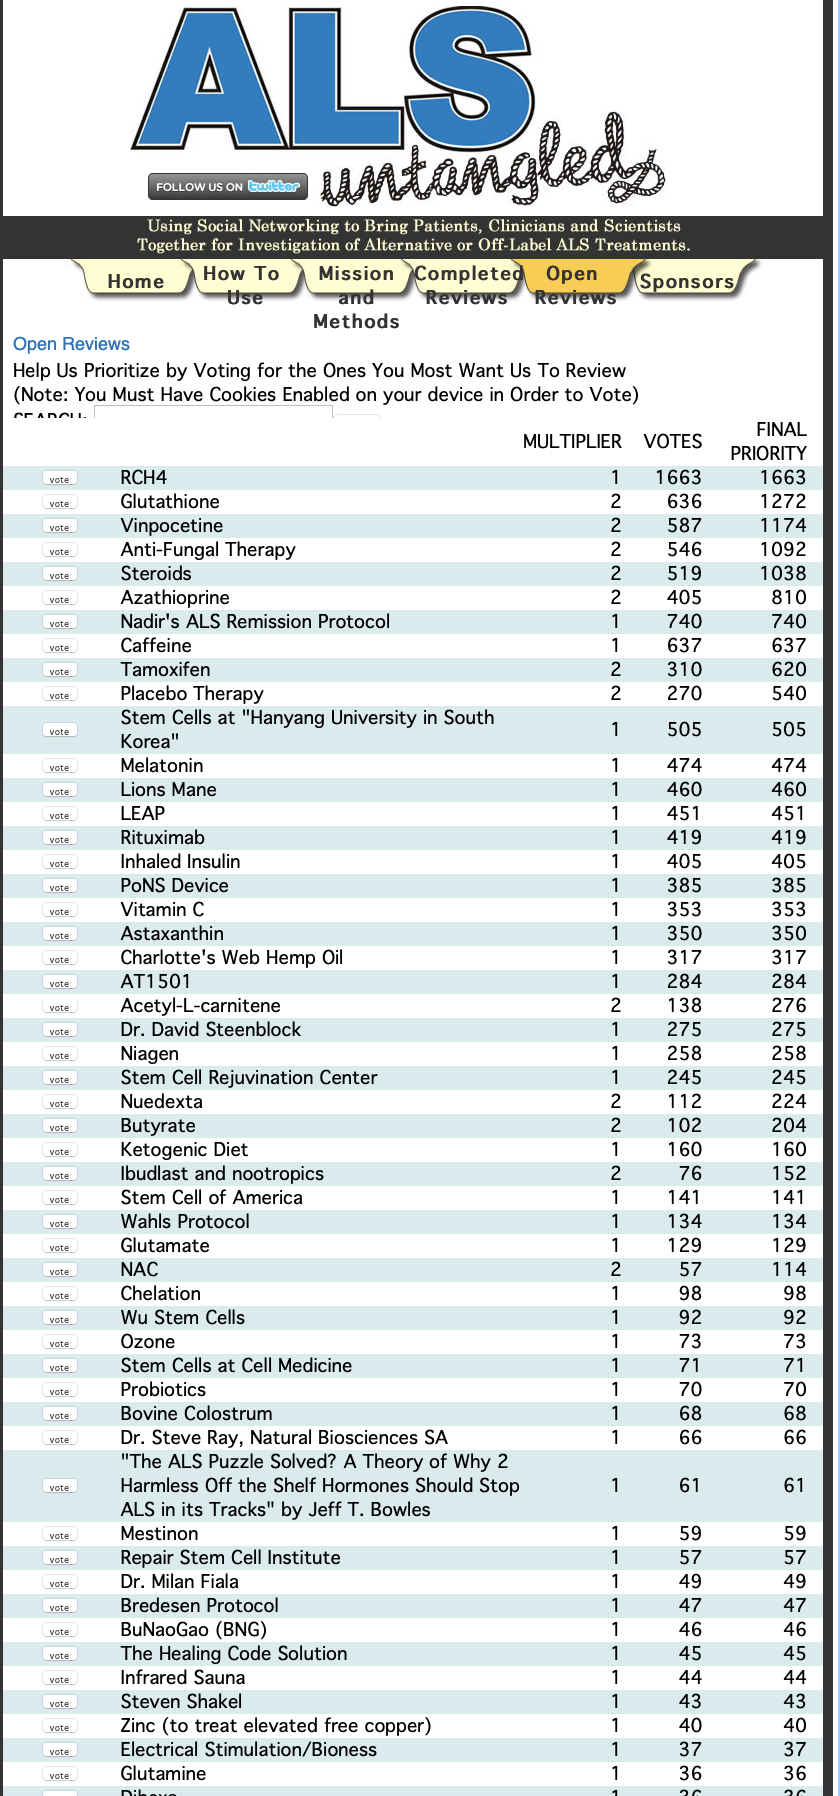 ALS
untangled
FOLLOW US ON twitter
Using Social Networking to Bring Patients, Clinicians and Scientists
Together for Investigation of Alternative or Off-Label ALS Treatments.
Home
How To
Use
Mission
and
Methods
Completed
Reviews
Open
Reviews
Sponsors
Open Reviews
Help Us Prioritize by Voting for the Ones You Most Want Us To Review
(Note: You Must Have Cookies Enabled on your device in Order to Vote)
SEARCH:
MULTIPLIER VOTES FINAL
PRIORITY
vote RCH4 1 1663 1663
vote Glutathione 2 636 1272
vote Vinpocetine 2 587 1174
vote Anti-Fungal Therapy 2 546 1092
vote Steroids 2 519 1038
vote Azathioprine 2 405 810
vote Nadir's ALS Remission Protocol 1 740 740
vote Caffeine 1 637 637
vote Tamoxifen 2 310 620
vote Placebo Therapy 2 270 540
Stem Cells at "Hanyang University in South
vote Korea" 1 505 505
vote Melatonin 1 474 474
vote Lions Mane 1 460 460
vote LEAP 1 451 451
vote Rituximab 1 419 419
vote Inhaled Insulin 1 405 405
vote PoNS Device 1 385 385
vote Vitamin C 1 353 353
vote Astaxanthin 1 350 350
vote Charlotte's Web Hemp Oil 1 317 317
vote AT1501 1 284 284
vote Acetyl-L-carnitene 2 138 276
vote Dr. David Steenblock 1 275 275
vote Niagen 1 258 258
vote Stem Cell Rejuvination Center 1 245 245
vote Nuedexta 2 112 224
vote Butyrate 2 102 204
vote Ketogenic Diet 1 160 160
vote Ibudlast and nootropics 2 76 152
vote Stem Cell of America 1 141 141
vote Wahls Protocol 1 134 134
vote Glutamate 1 129 129
vote NAC 2 57 114
vote Chelation 1 98 98
vote Wu Stem Cells 1 92 92
vote Ozone 1 73 73
vote Stem Cells at Cell Medicine 1 71 71
vote Probiotics 1 70 70
vote Bovine Colostrum 1 68 68
vote Dr. Steve Ray, Natural Biosciences SA 1 66 66
"The ALS Puzzle Solved? A Theory of Why 2
vote Harmless Off the Shelf Hormones Should Stop 1 61 61
ALS in its Tracks" by Jeff T. Bowles
vote Mestinon 1 59 59
vote Repair Stem Cell Institute 1 57 57
vote Dr. Milan Fiala 1 49 49
vote Bredesen Protocol 1 47 47
vote BuNaoGao (BNG) 1 46 46
vote The Healing Code Solution 1 45 45
vote Infrared Sauna 1 44 44
vote Steven Shakel 1 43 43
vote Zinc (to treat elevated free copper) 1 40 40
vote Electrical Stimulation/Bioness 1 37 37
vote Glutamine 1 36 36